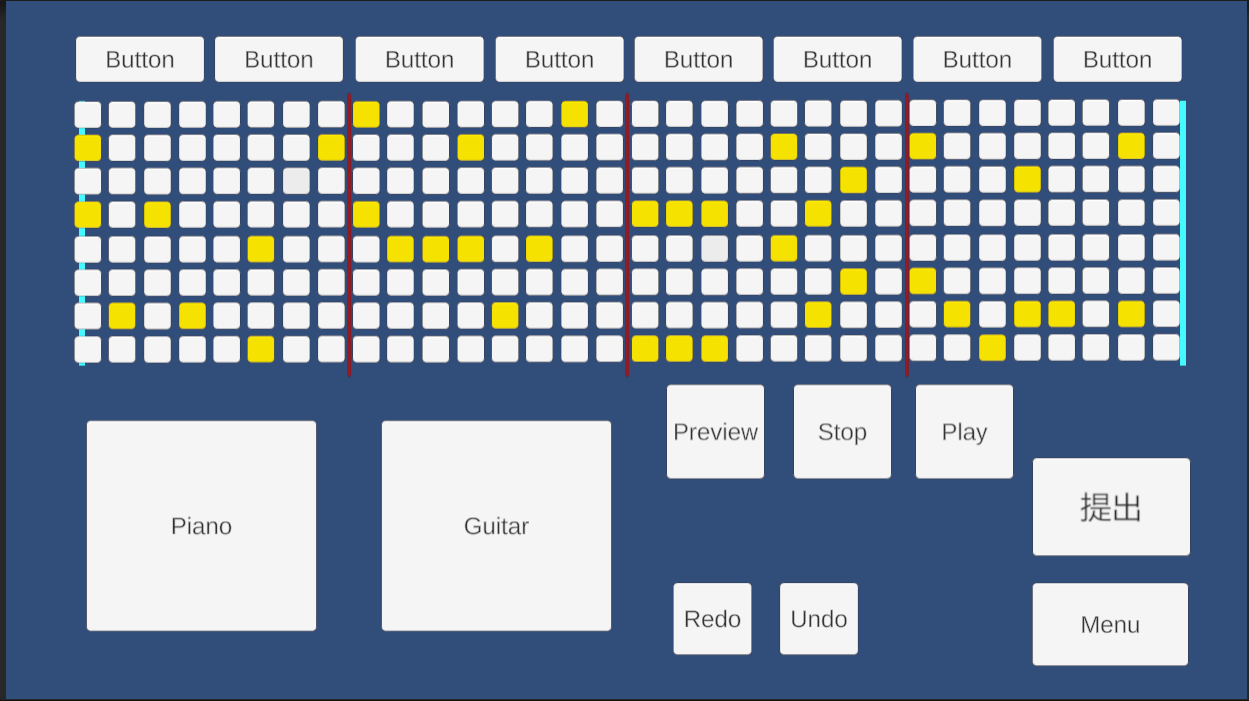 Button
Button
Button
Button
Button
Button
Button
Button
Preview
Stop
Play
提出
Piano
Guitar
Redo
Undo
Menu